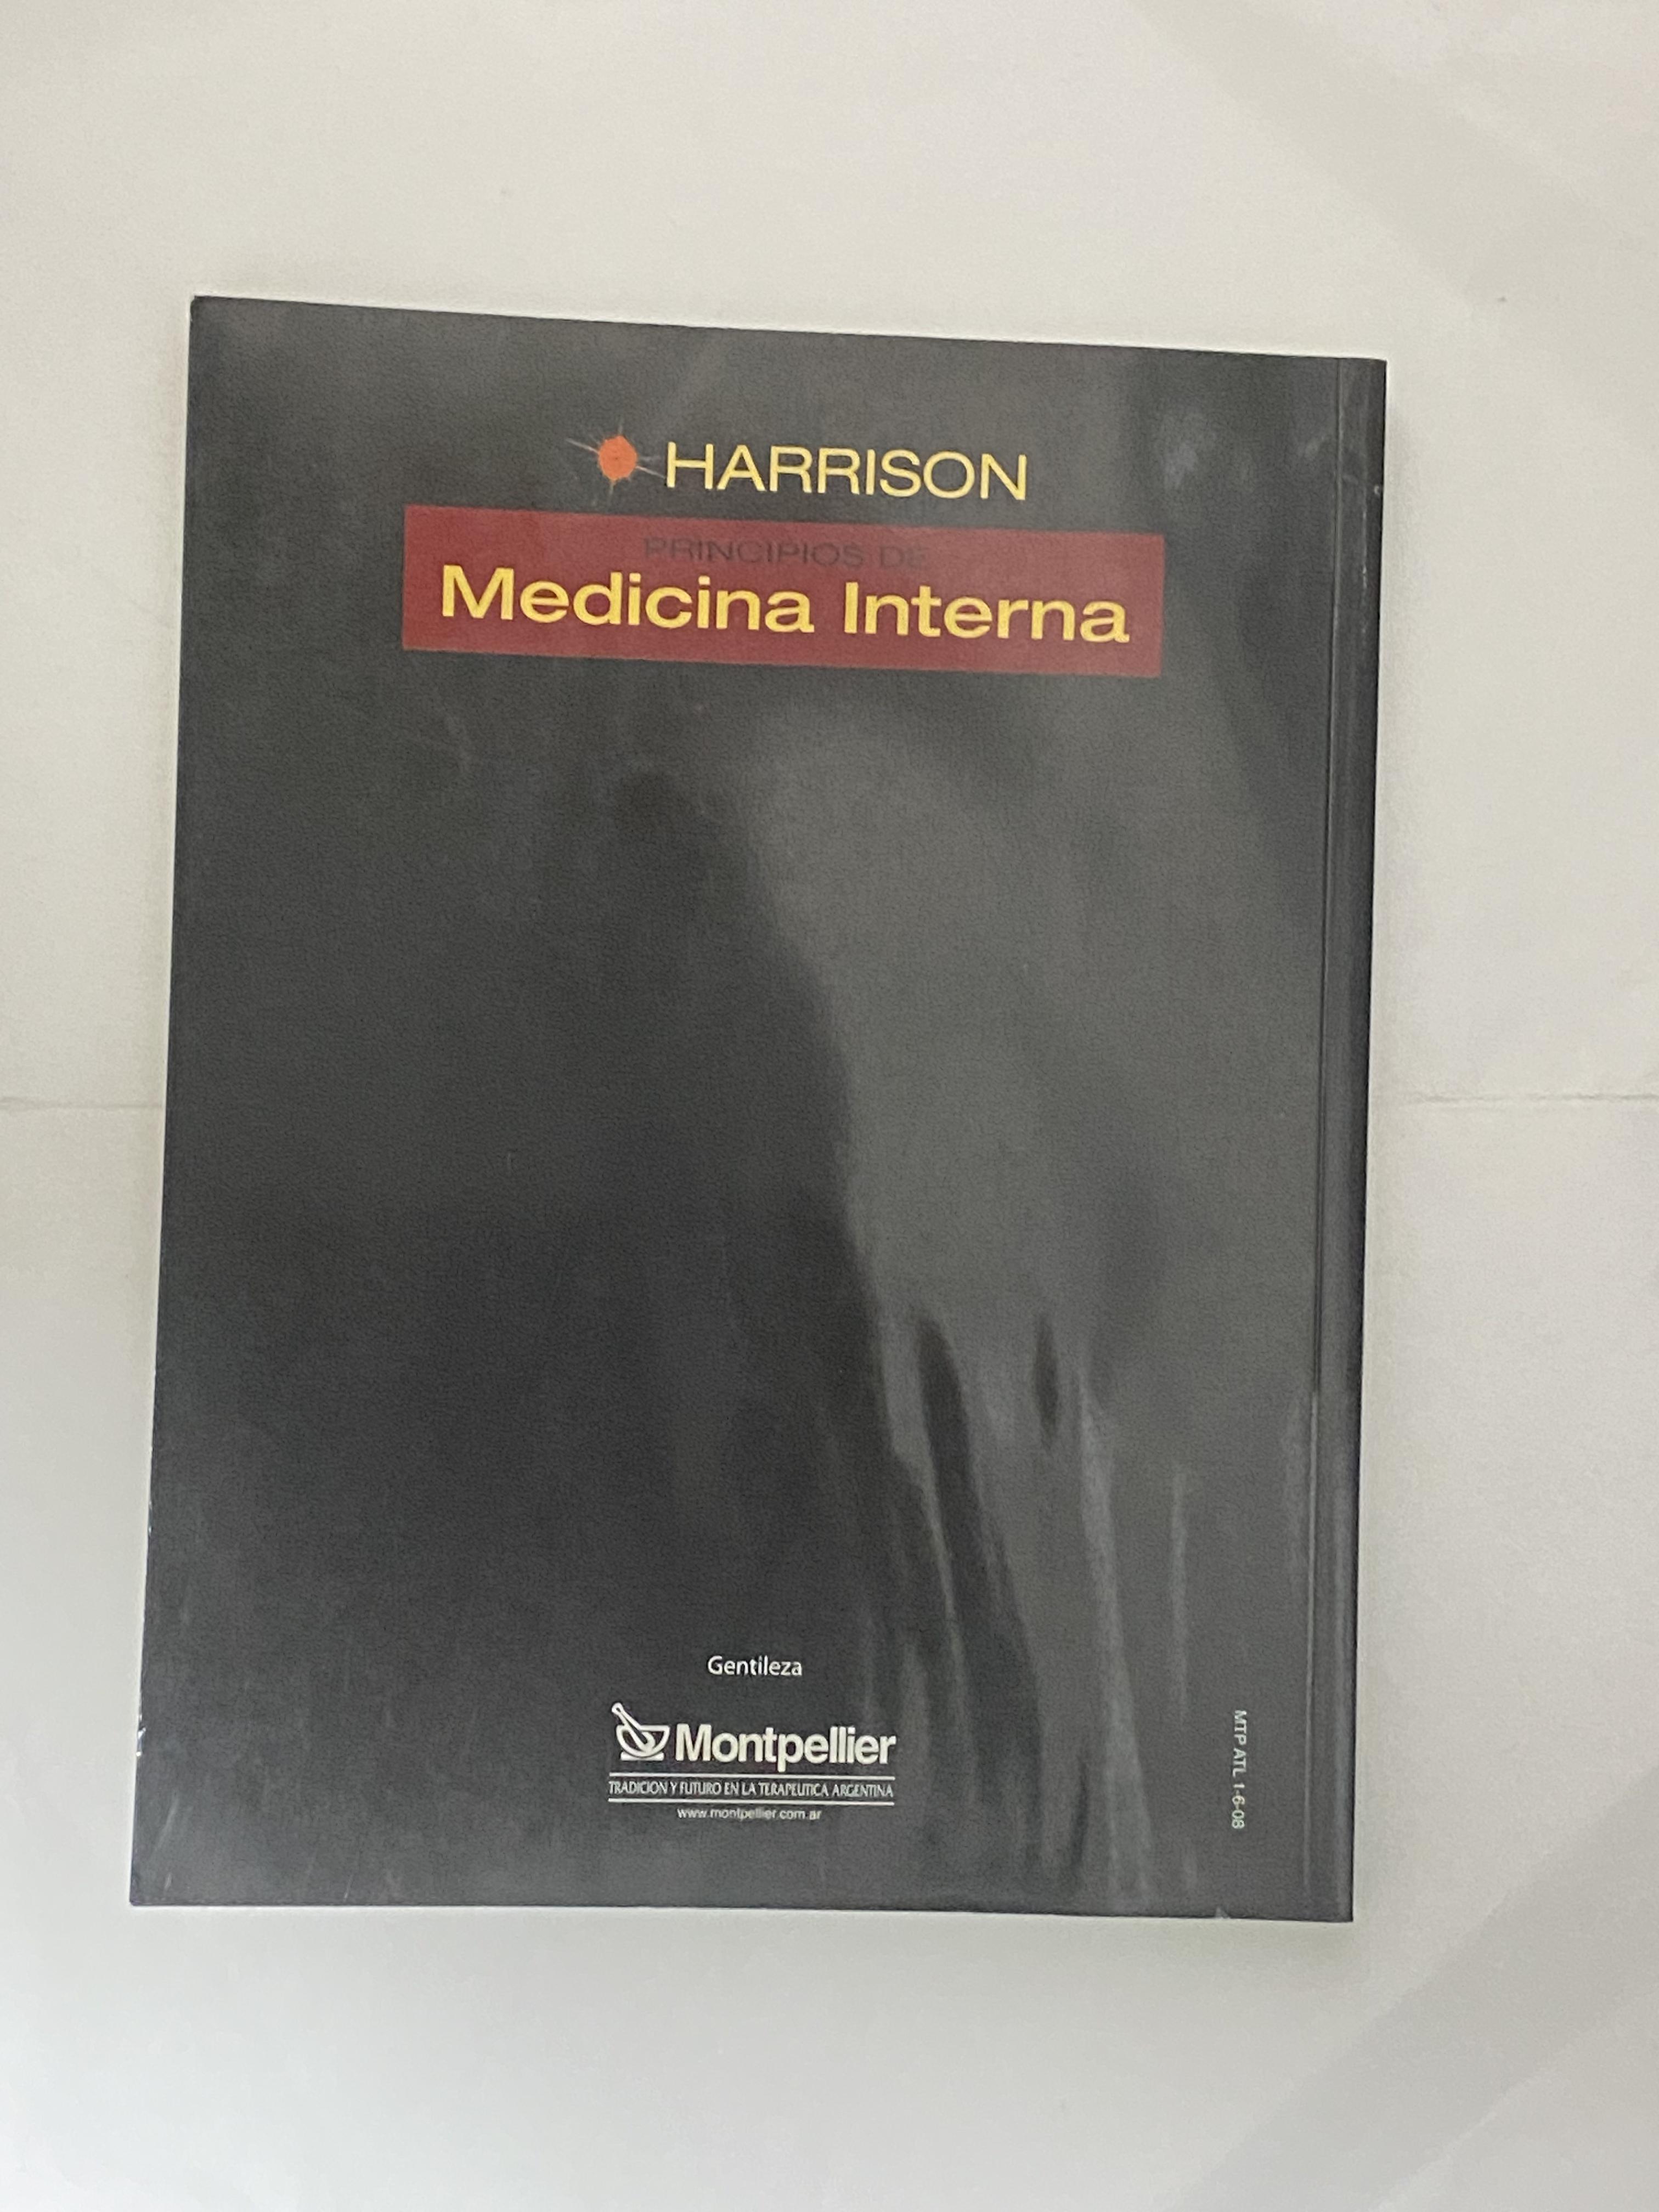 HARRISON
PRINCIPIOS DE
Medicina Interna
Gentileza
Montpellier
TRADICION Y FUTURO EN LA TERAPEUTICA ARGENTINA
www.montpellier.com.ar
MTP ATL 1-6-08